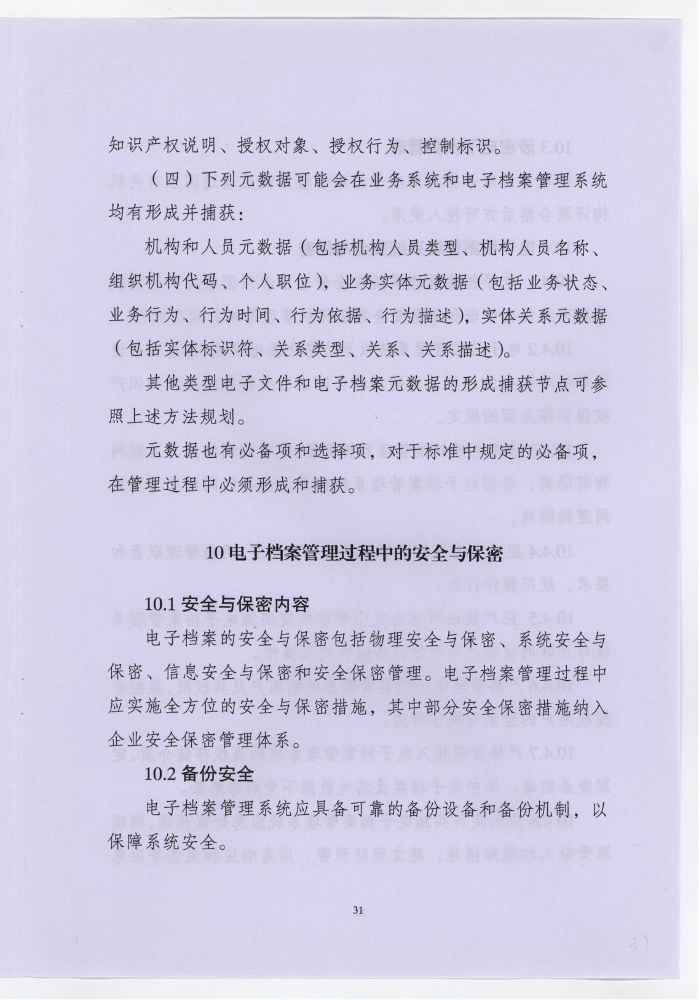 知识产权说明、授权对象、授权行为、控制标识。
（四）下列元数据可能会在业务系统和电子档案管理系统
均有形成并捕获：
机构和人员元数据（包括机构人员类型、机构人员名称、
组织机构代码、个人职位），业务实体元数据（包括业务状态、
业务行为、行为时间、行为依据、行为描述），实体关系元数据
（包括实体标识符、关系类型、关系、关系描述）。
其他类型电子文件和电子档案元数据的形成捕获节点可参
照上述方法规划。
元数据也有必备项和选择项，对于标准中规定的必备项，
在管理过程中必须形成和捕获。
10 电子档案管理过程中的安全与保密
10.1 安全与保密内容
电子档案的安全与保密包括物理安全与保密、系统安全与
保密、信息安全与保密和安全保密管理。电子档案管理过程中
应实施全方位的安全与保密措施，其中部分安全保密措施纳入
企业安全保密管理体系。
10.2 备份安全
电子档案管理系统应具备可靠的备份设备和备份机制，以
保障系统安全。
31
37